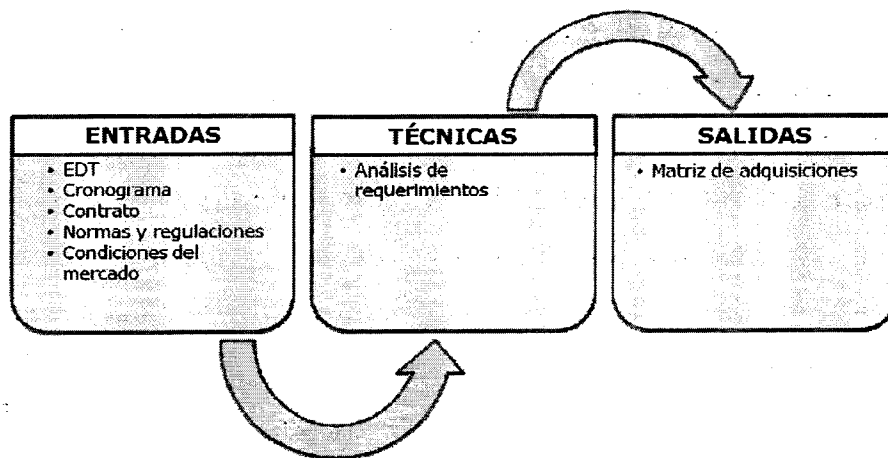 ENTRADAS
• EDT
• Cronograma
• Contrato
• Normas y regulaciones
• Condiciones del
mercado
TÉCNICAS
• Análisis de
requerimientos
SALIDAS
• Matriz de adquisiciones